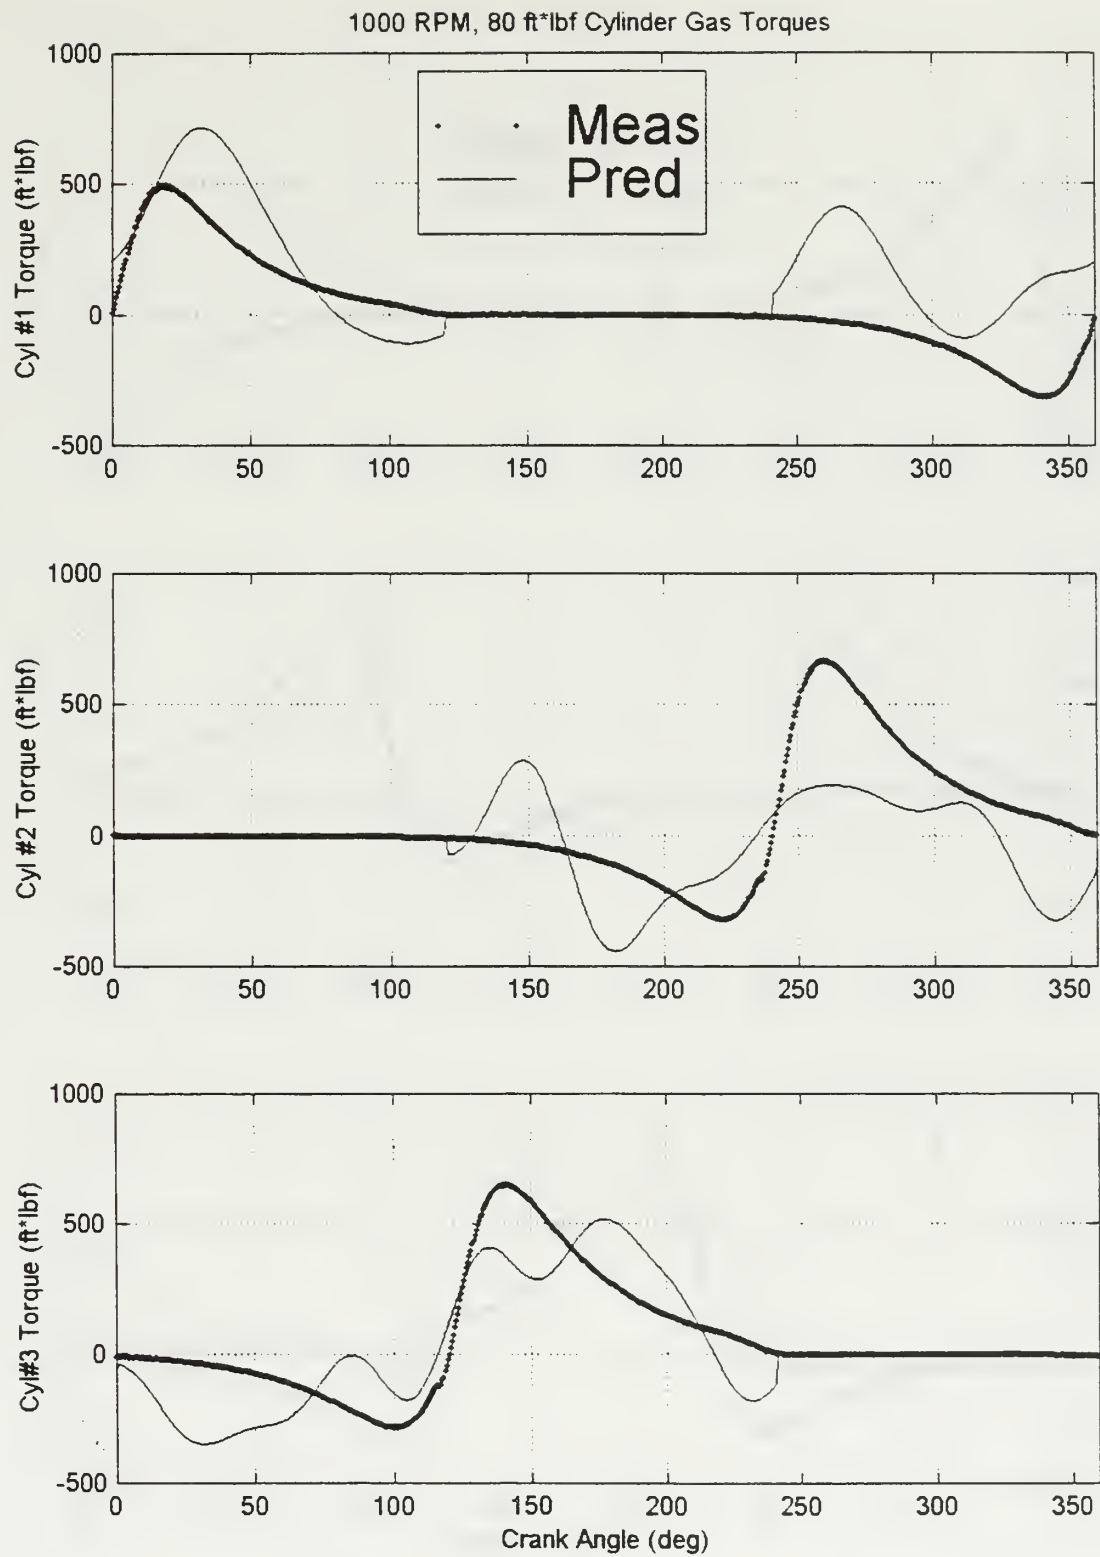 1000 RPM, 80 ft*lbf Cylinder Gas Torques
Meas
Pred
Cyl #1 Torque (ft*lbf)
1000
500
0
-500
0 50 100 150 200 250 300 350
Cyl #2 Torque (ft*lbf)
1000
500
0
-500
0 50 100 150 200 250 300 350
Cyl#3 Torque (ft*lbf)
1000
500
0
-500
0 50 100 150 200 250 300 350
Crank Angle (deg)